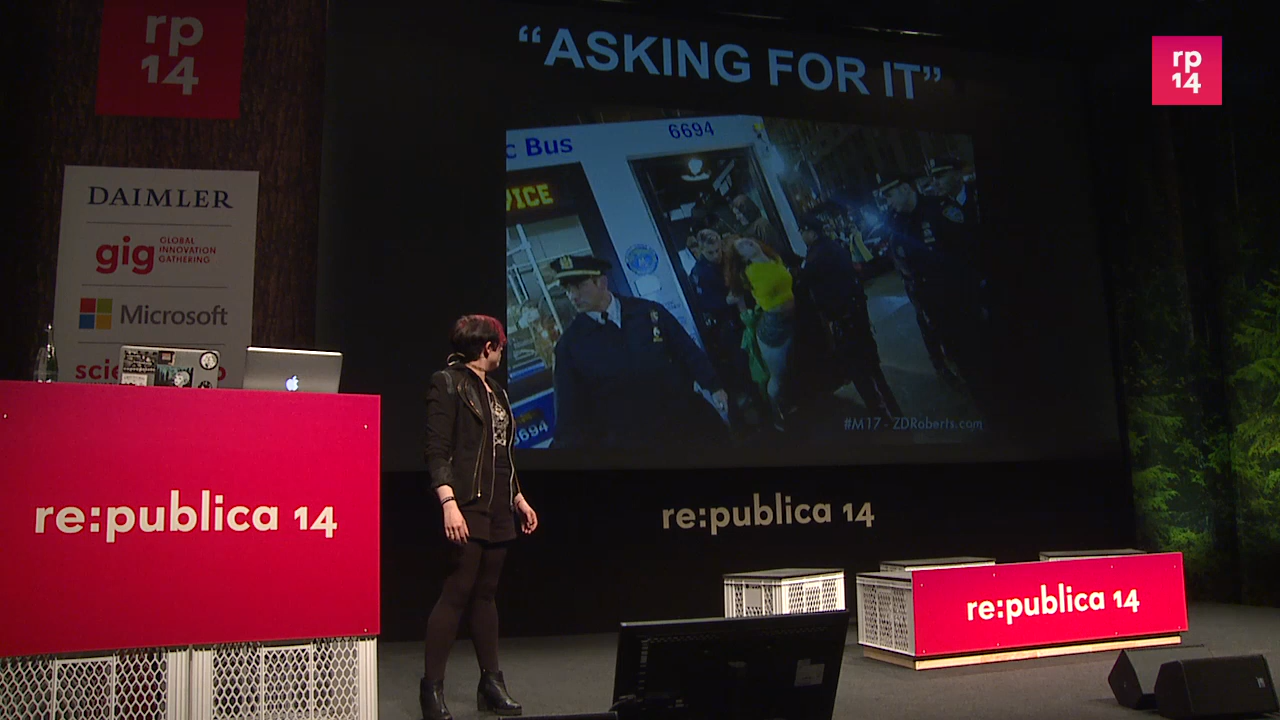 rp
14
DAIMLER
gig GLOBAL
INNOVATION
GATHERING
Microsoft
re:publica 14
“ASKING FOR IT”
c Bus
6694
VICE
6694
#M17 - ZDRoberts.com
re:publica 14
re:publica 14
rp
14